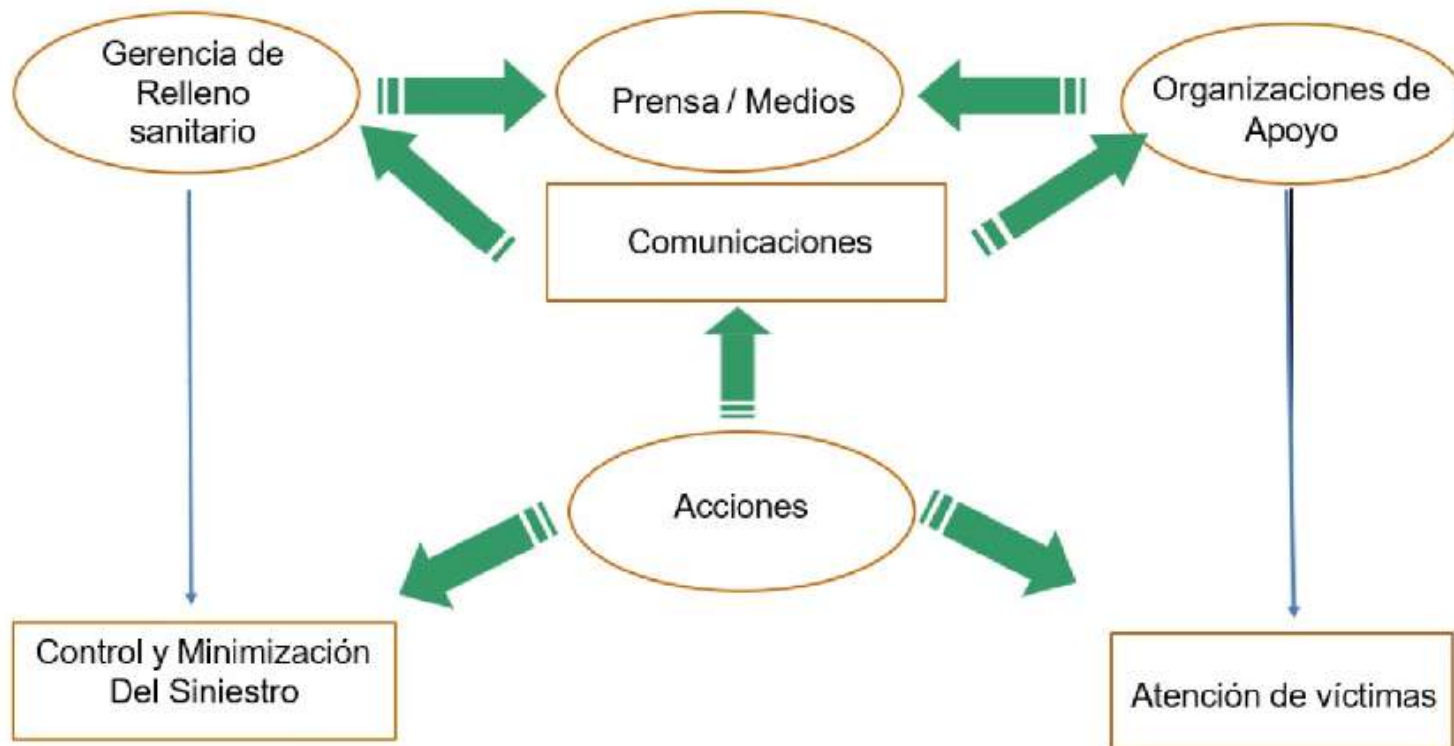 Gerencia de
Relleno
sanitario
Prensa / Medios
Organizaciones de
Apoyo
Comunicaciones
Acciones
Control y Minimización
Del Siniestro
Atención de víctimas